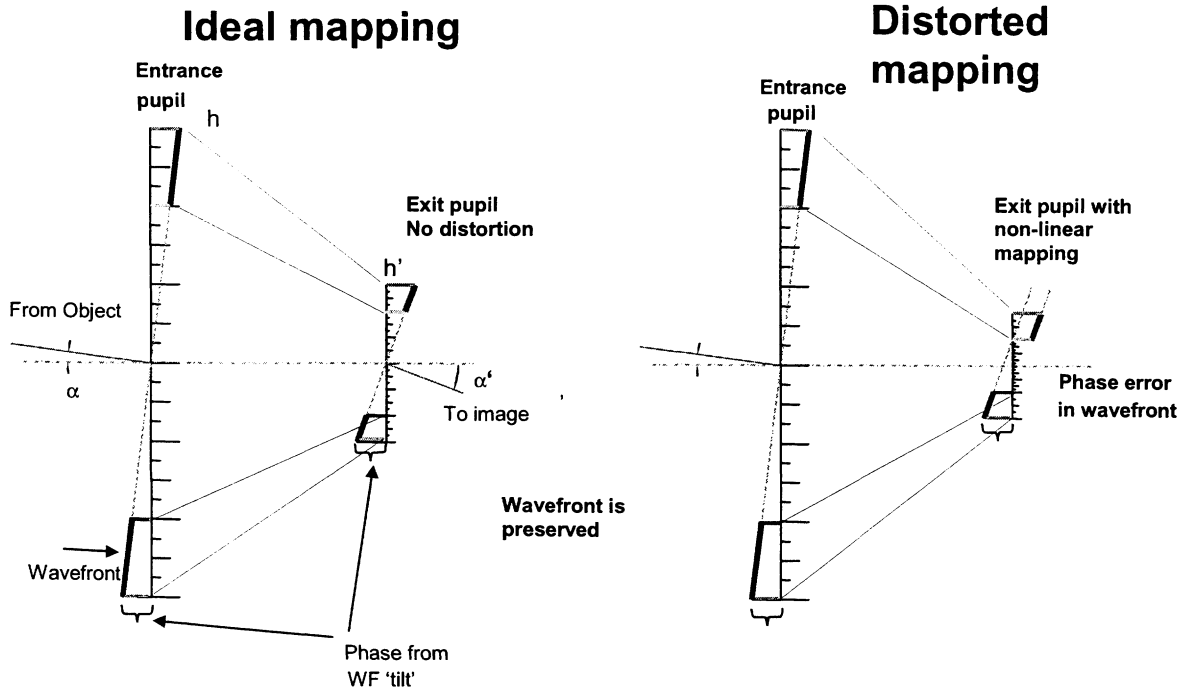 Ideal mapping
Entrance
pupil
h
Exit pupil
No distortion
h'
From Object
α
α‘
To image
Wavefront is
preserved
Wavefront
Phase from
WF 'tilt'
Distorted
mapping
Entrance
pupil
Exit pupil with
non-linear
mapping
Phase error
in wavefront